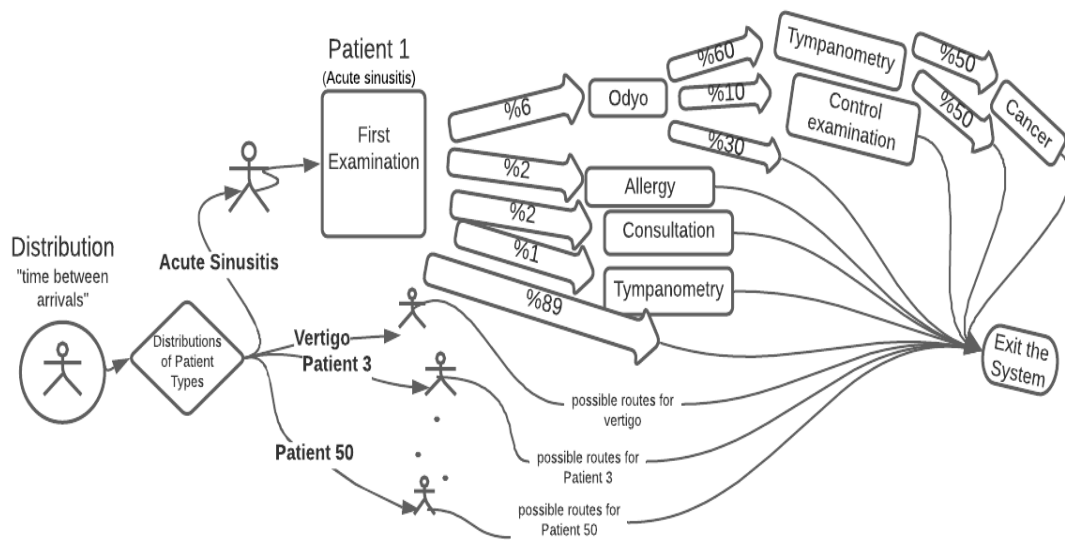 Patient 1
(Acute sinusitis)
First
Examination
%6
%2
%2
%1
%89
Odyo
%60
%10
%30
Tympanometry
Control
examination
%50
%50
Cancer
Allergy
Consultation
Tympanometry
Distribution
"time between
arrivals"
Distributions
of Patient
Types
Acute Sinusitis
Vertigo
Patient 3
Patient 50
possible routes for
vertigo
possible routes for
Patient 3
possible routes for
Patient 50
Exit the
System